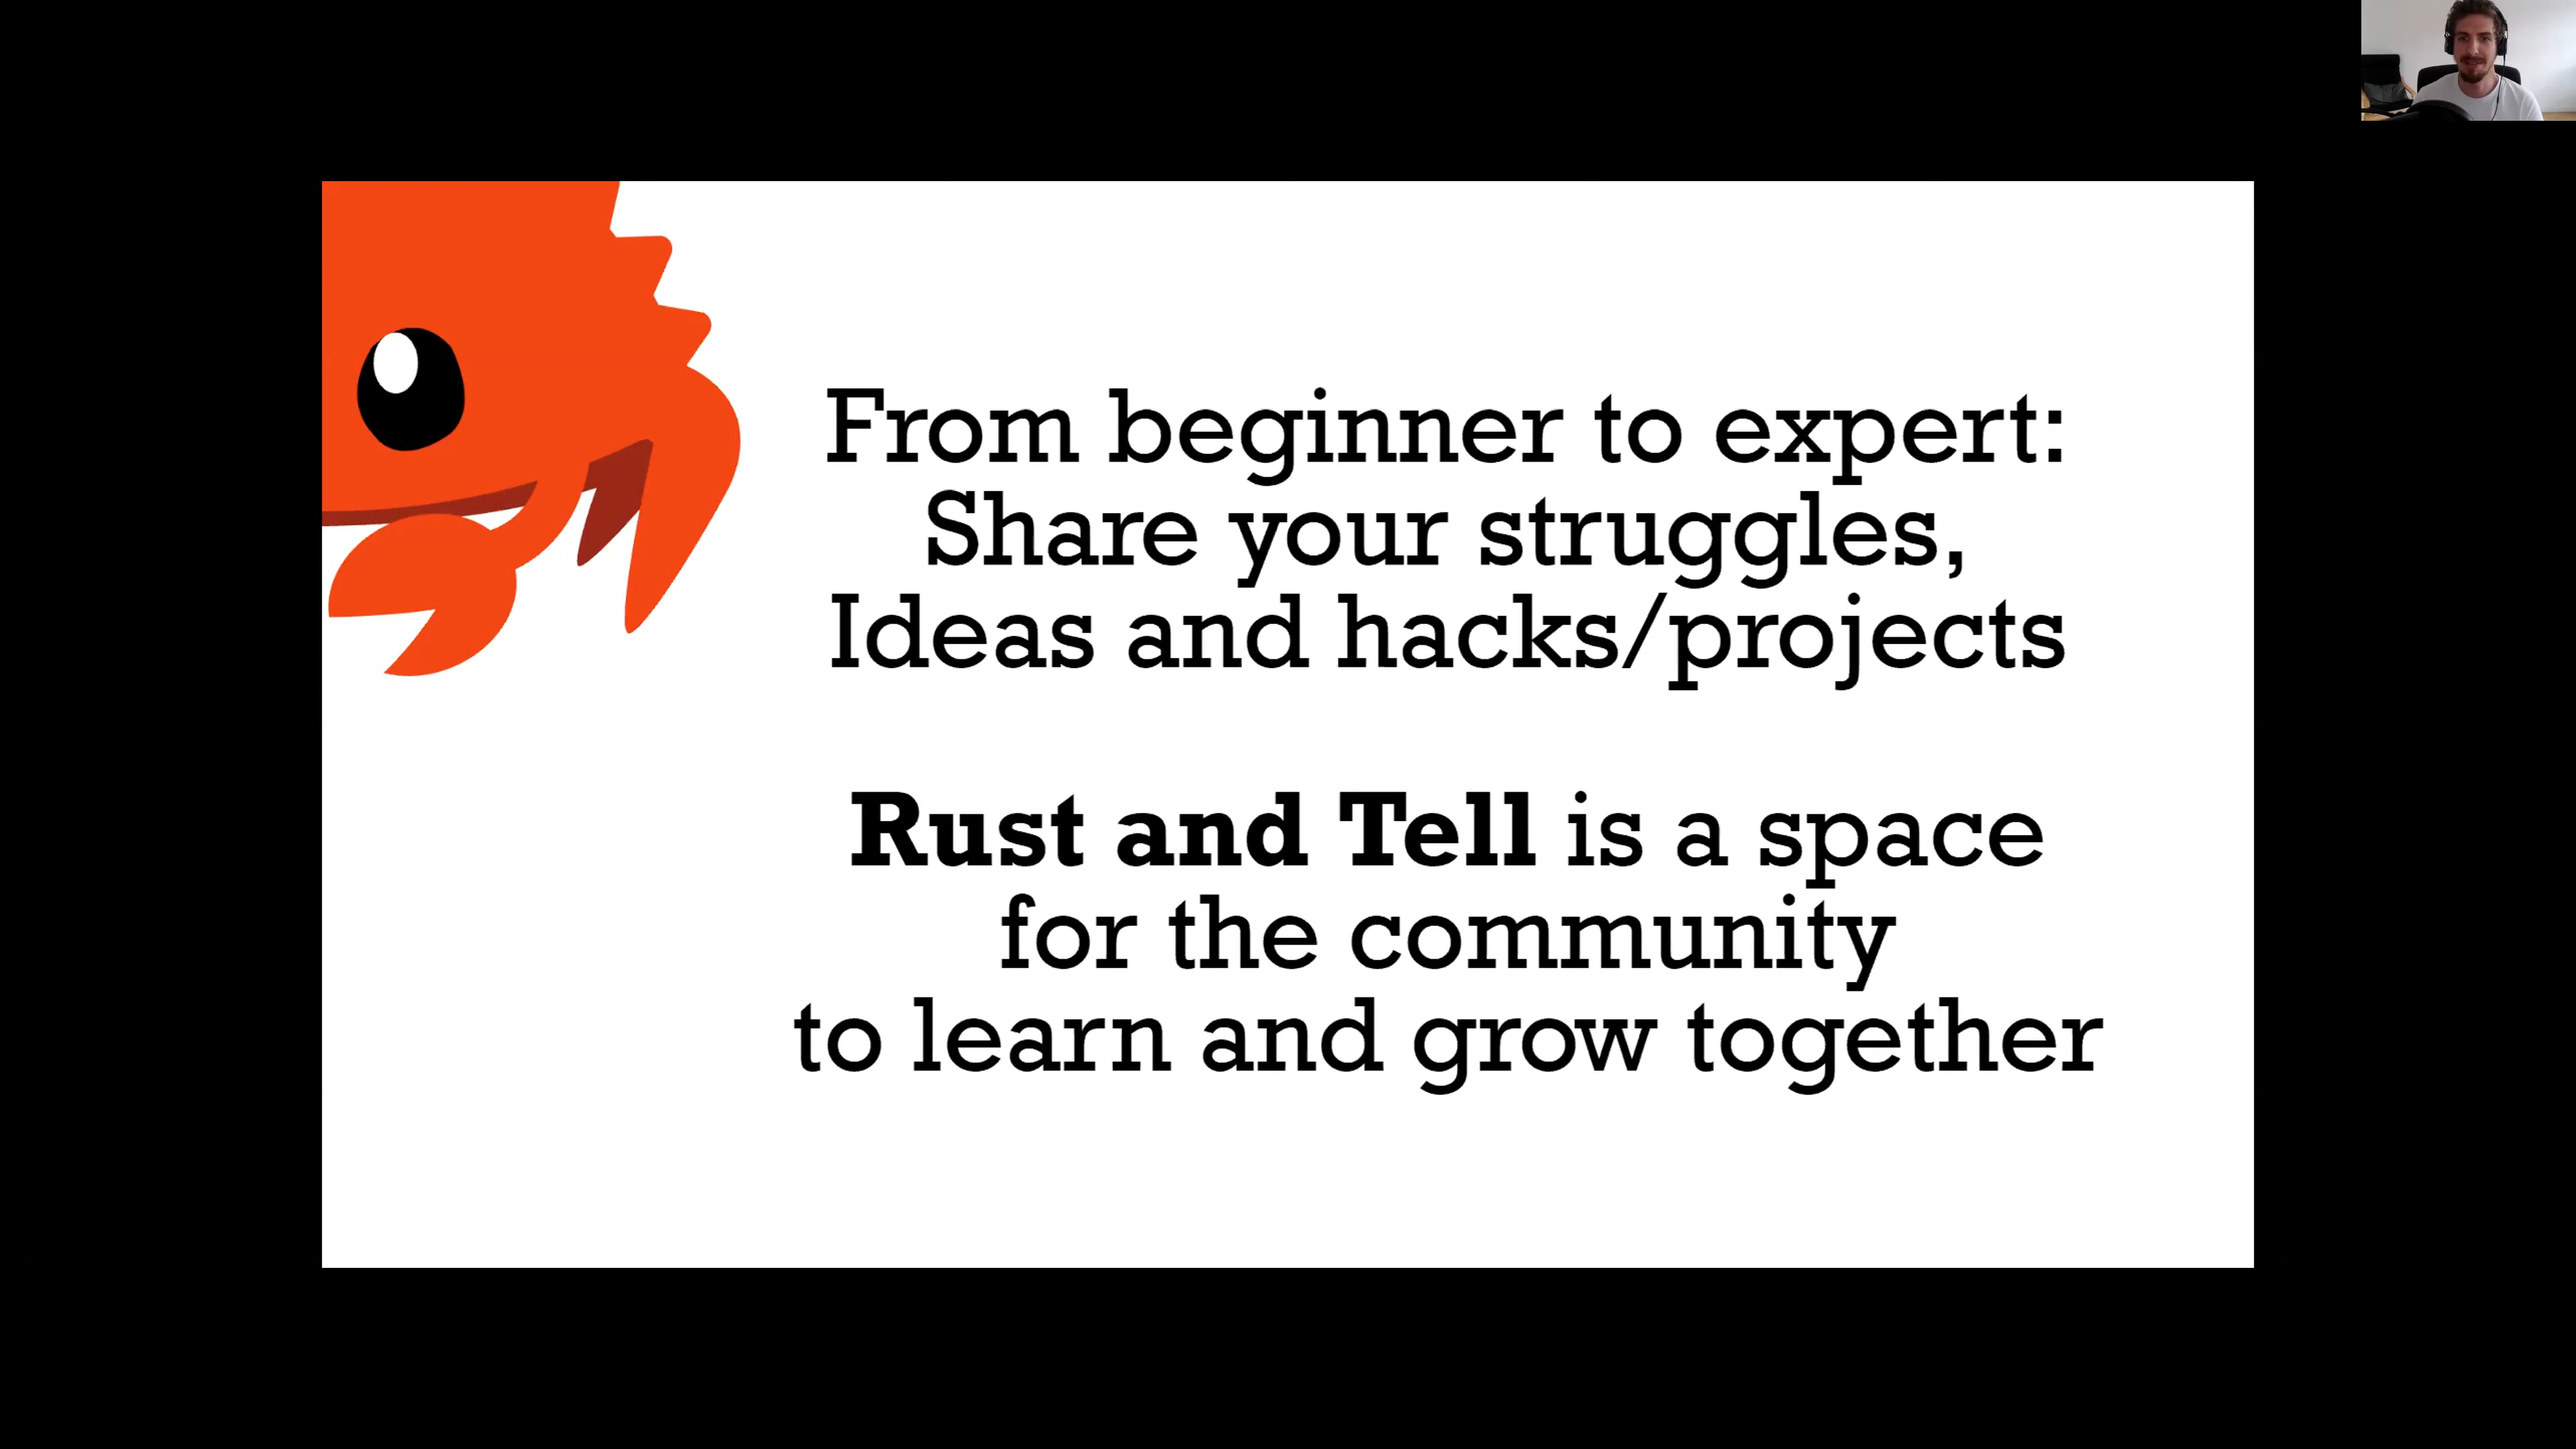 From beginner to expert:
Share your struggles,
Ideas and hacks/projects
Rust and Tell is a space
for the community
to learn and grow together